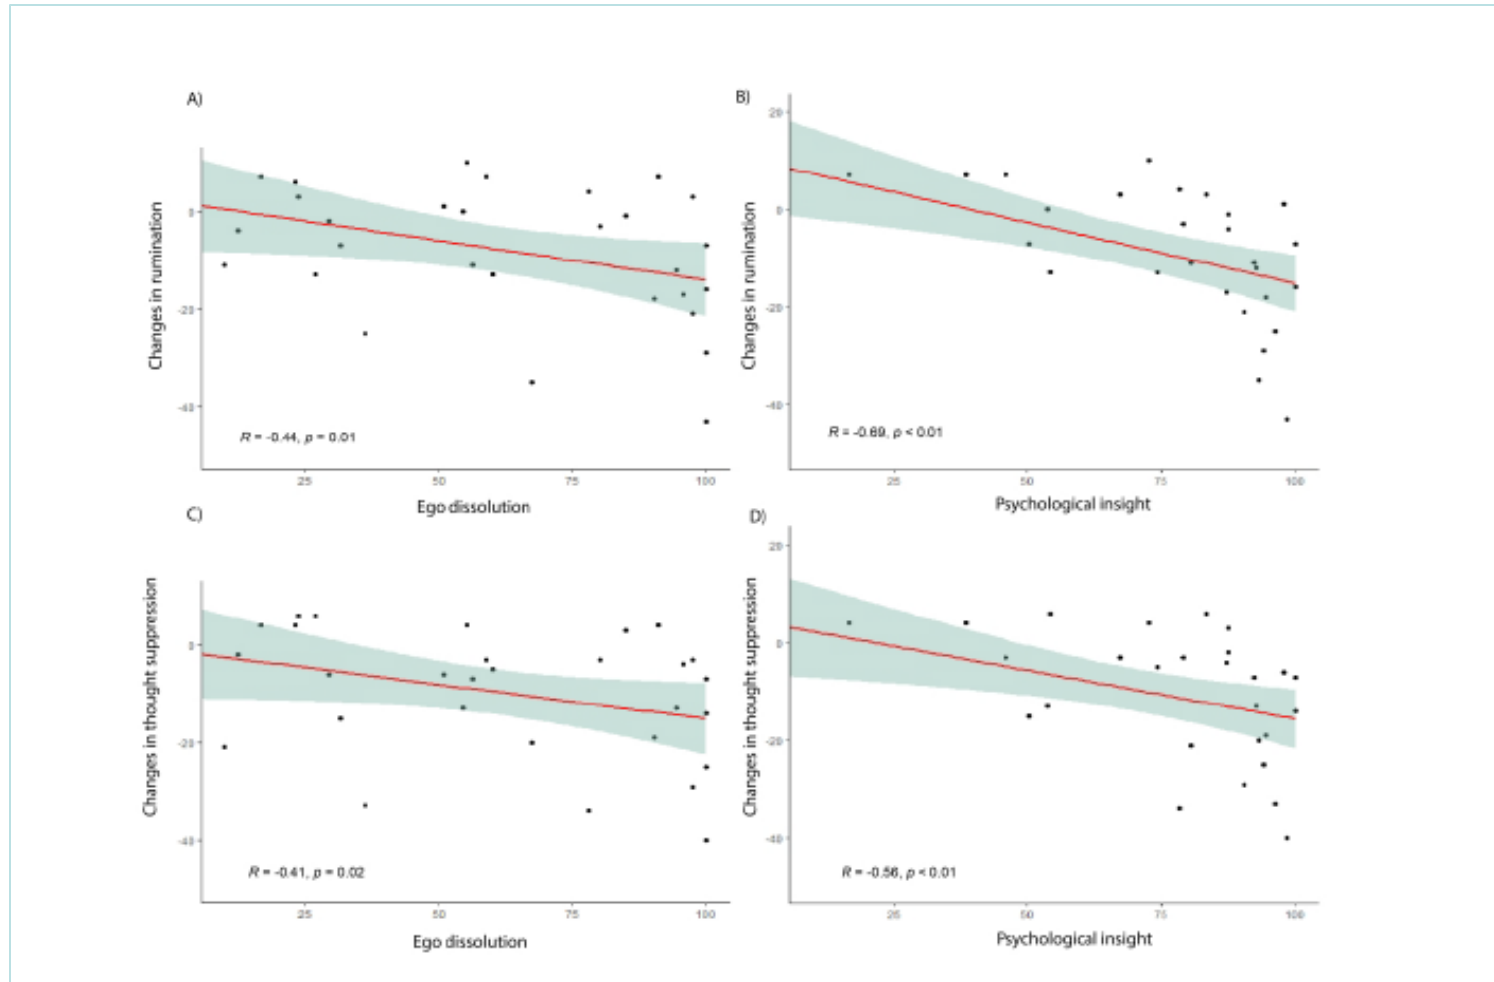 A)
Changes in rumination
0
-20
-40
R = -0.44, p = 0.01
25 50 75 100
Ego dissolution
B)
Changes in rumination
20
0
-20
-40
R = -0.69, p < 0.01
25 50 75 100
Psychological insight
C)
Changes in thought suppression
0
-20
-40
R = -0.41, p = 0.02
25 50 75 100
Ego dissolution
D)
Changes in thought suppression
20
0
-20
-40
R = -0.56, p < 0.01
25 50 75 100
Psychological insight